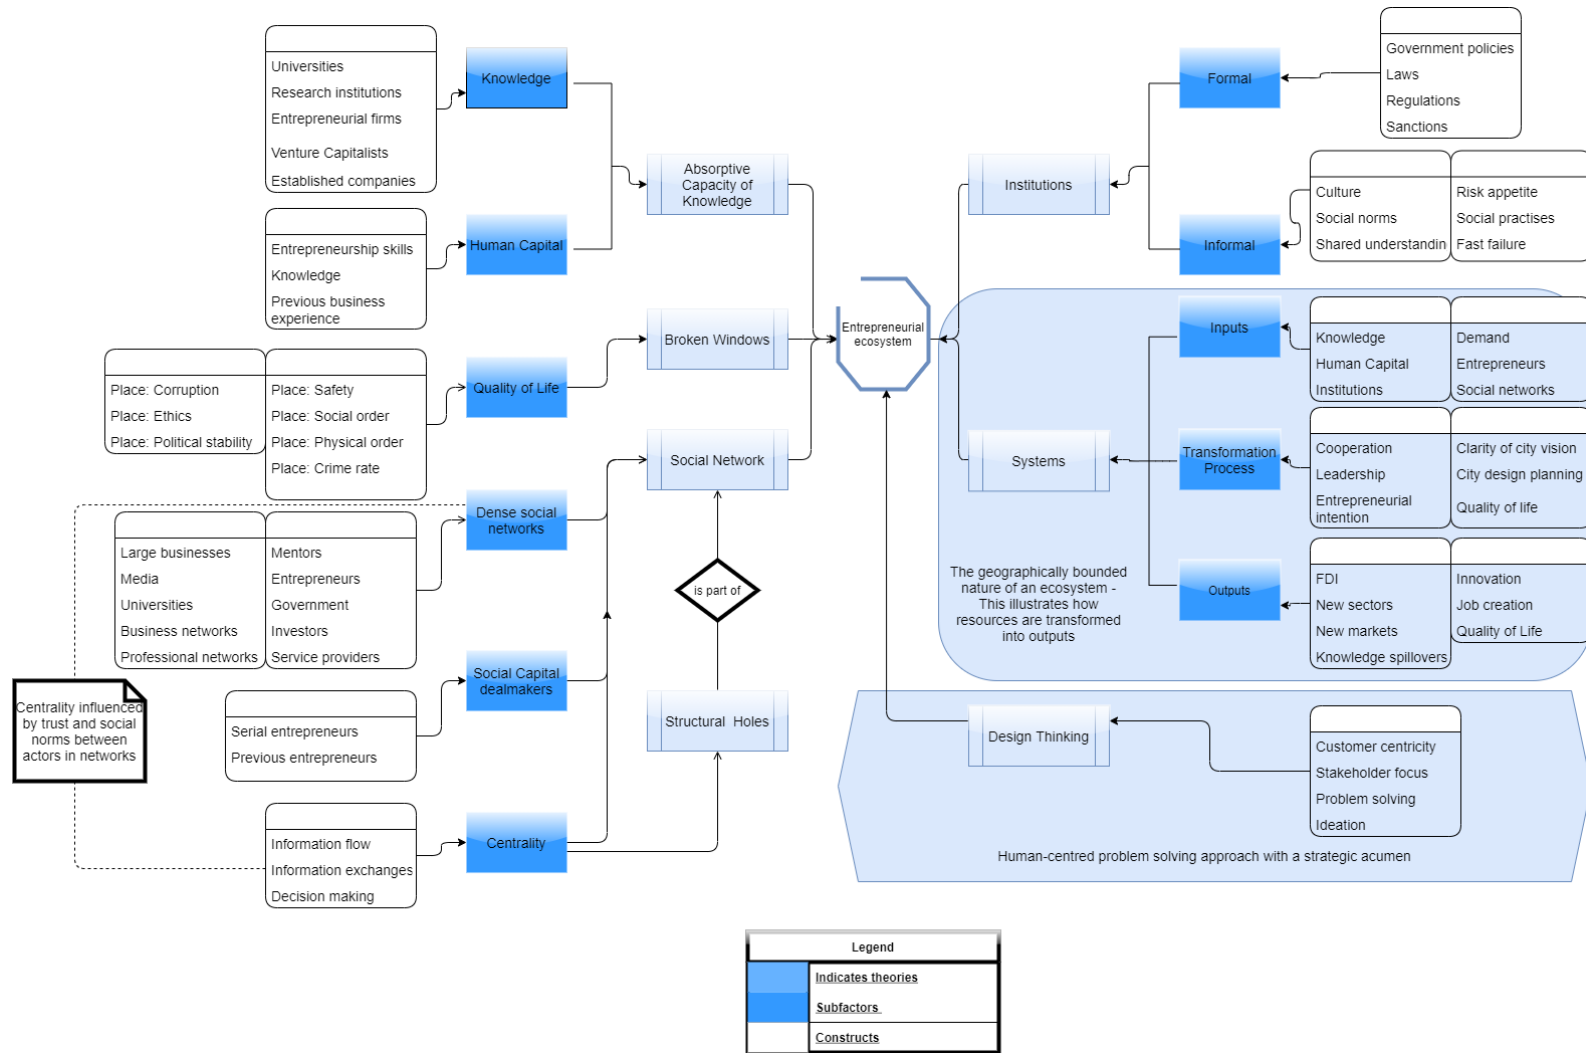 Universities
Research institutions
Entrepreneurial firms
Venture Capitalists
Established companies
Knowledge
Entrepreneurship skills
Knowledge
Previous business
experience
Human Capital
Absorptive
Capacity of
Knowledge
Place: Corruption
Place: Ethics
Place: Political stability
Place: Safety
Place: Social order
Place: Physical order
Place: Crime rate
Quality of Life
Broken Windows
Large businesses
Media
Universities
Business networks
Professional networks
Mentors
Entrepreneurs
Government
Investors
Service providers
Dense social
networks
Social Network
is part of
Serial entrepreneurs
Previous entrepreneurs
Social Capital
dealmakers
Structural Holes
Centrality influenced
by trust and social
norms between
actors in networks
Information flow
Information exchanges
Decision making
Centrality
Entrepreneurial
ecosystem
Institutions
Formal
Government policies
Laws
Regulations
Sanctions
Informal
Culture
Social norms
Shared understandin
Risk appetite
Social practises
Fast failure
Systems
Inputs
Knowledge
Human Capital
Institutions
Demand
Entrepreneurs
Social networks
Transformation
Process
Cooperation
Leadership
Entrepreneurial
intention
Clarity of city vision
City design planning
Quality of life
Outputs
FDI
New sectors
New markets
Knowledge spillovers
Innovation
Job creation
Quality of Life
The geographically bounded
nature of an ecosystem -
This illustrates how
resources are transformed
into outputs
Design Thinking
Customer centricity
Stakeholder focus
Problem solving
Ideation
Human-centred problem solving approach with a strategic acumen
Legend
Indicates theories
Subfactors
Constructs